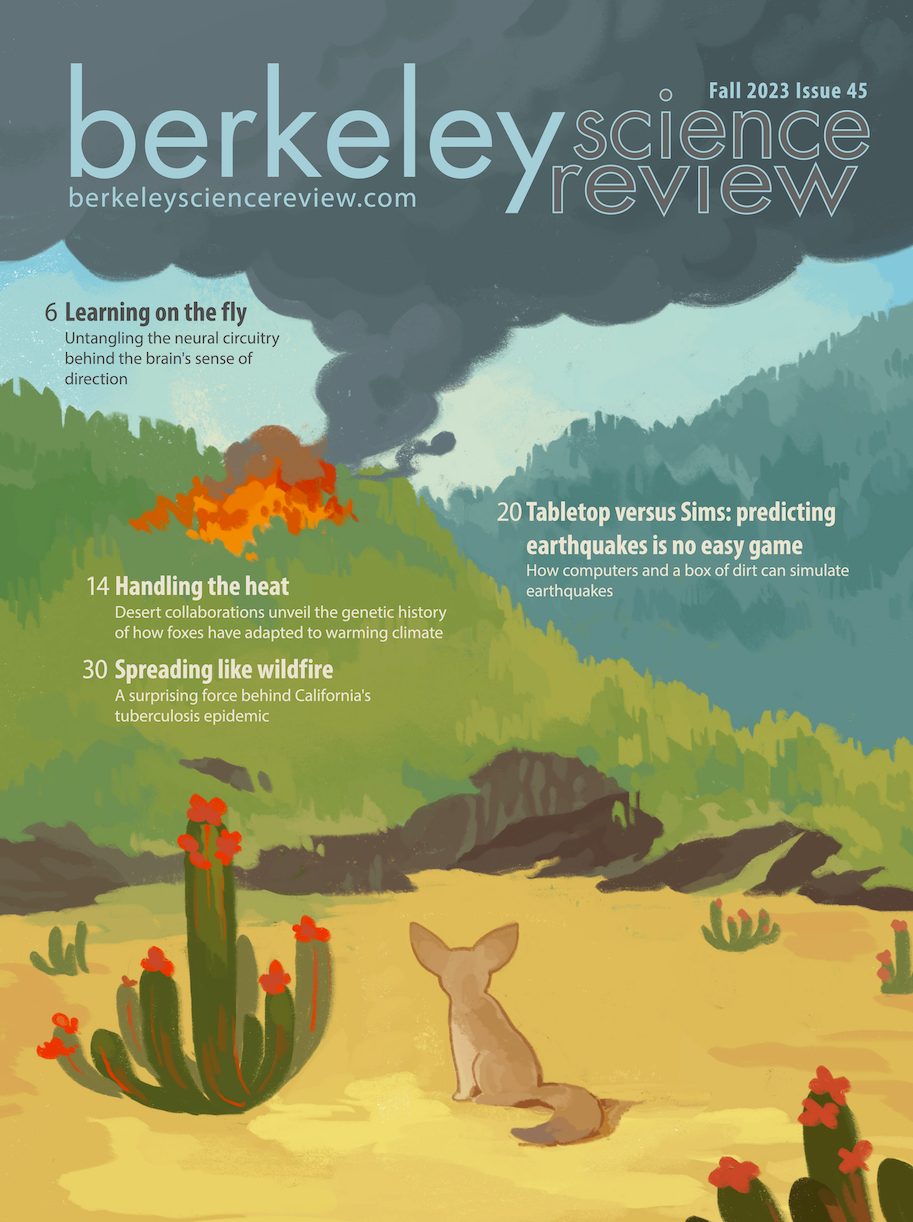 Fall 2023 Issue 45
berkeley science
review
berkeleysciencereview.com
6 Learning on the fly
Untangling the neural circuitry
behind the brain's sense of
direction
20 Tabletop versus Sims: predicting
earthquakes is no easy game
How computers and a box of dirt can simulate
earthquakes
14 Handling the heat
Desert collaborations unveil the genetic history
of how foxes have adapted to warming climate
30 Spreading like wildfire
A surprising force behind California's
tuberculosis epidemic